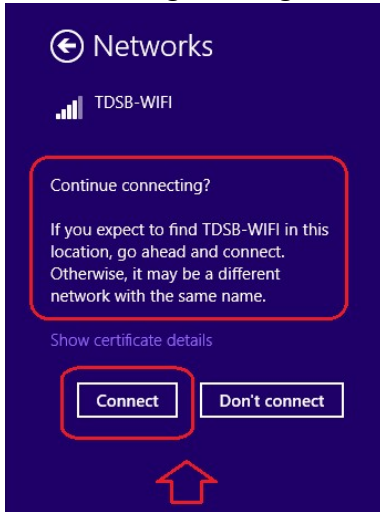 Networks
TDSB-WIFI
Continue connecting?
If you expect to find TDSB-WIFI in this
location, go ahead and connect.
Otherwise, it may be a different
network with the same name.
Show certificate details
Connect
Don't connect